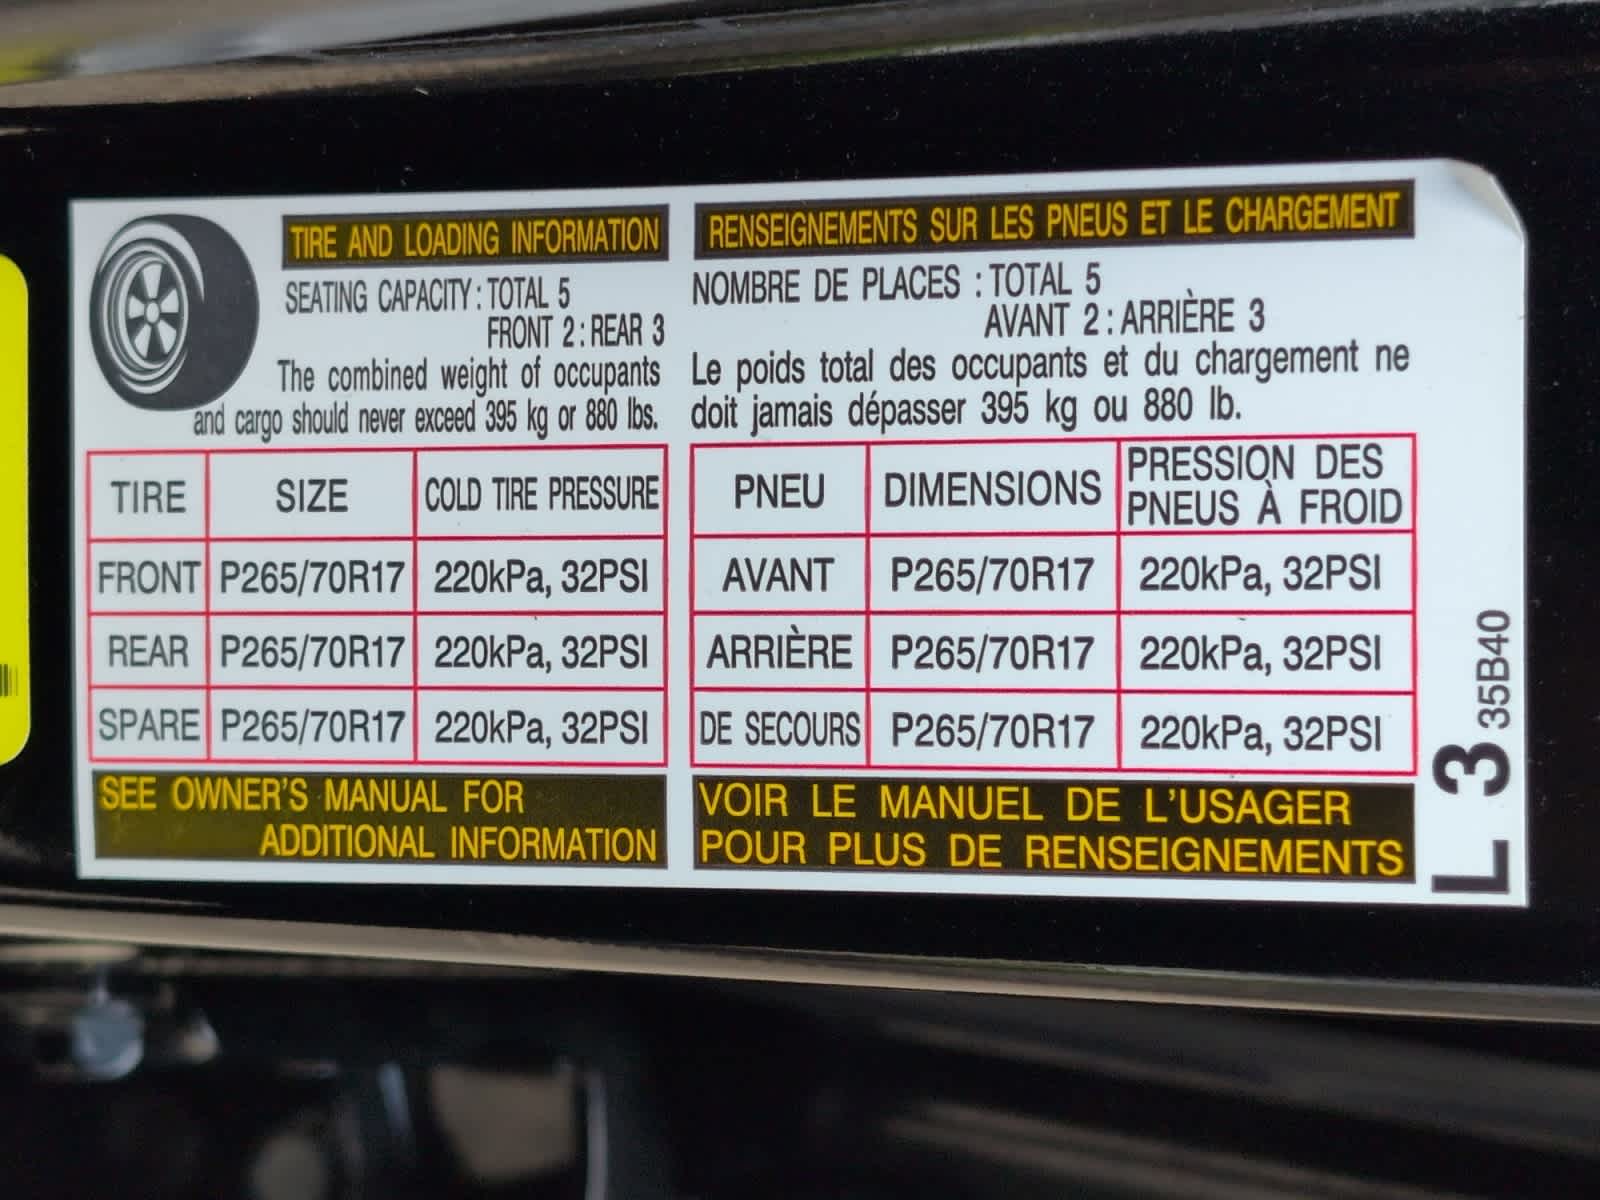 TIRE AND LOADING INFORMATION
SEATING CAPACITY: TOTAL 5
FRONT 2: REAR 3
The combined weight of occupants
and cargo should never exceed 395 kg or 880 lbs.
TIRE SIZE COLD TIRE PRESSURE
FRONT P265/70R17 220kPa, 32PSI
REAR P265/70R17 220kPa, 32PSI
SPARE P265/70R17 220kPa, 32PSI
SEE OWNER'S MANUAL FOR
ADDITIONAL INFORMATION
RENSEIGNEMENTS SUR LES PNEUS ET LE CHARGEMENT
NOMBRE DE PLACES : TOTAL 5
AVANT 2: ARRIÈRE 3
Le poids total des occupants et du chargement ne
doit jamais dépasser 395 kg ou 880 lb.
PNEU DIMENSIONS PRESSION DES
PNEUS À FROID
AVANT P265/70R17 220kPa, 32PSI
ARRIÈRE P265/70R17 220kPa, 32PSI
DE SECOURS P265/70R17 220kPa, 32PSI
VOIR LE MANUEL DE L'USAGER
POUR PLUS DE RENSEIGNEMENTS
L 3 35B40